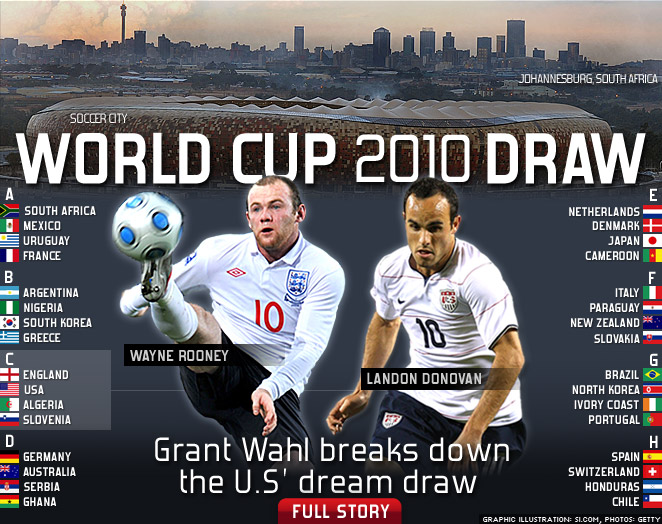 JOHANNESBURG, SOUTH AFRICA
SOCCER CITY
WORLD CUP 2010 DRAW
A
SOUTH AFRICA
MEXICO
URUGUAY
FRANCE
B
ARGENTINA
NIGERIA
SOUTH KOREA
GREECE
C
ENGLAND
USA
ALGERIA
SLOVENIA
D
GERMANY
AUSTRALIA
SERBIA
GHANA
10
WAYNE ROONEY
10
LANDON DONOVAN
E
NETHERLANDS
DENMARK
JAPAN
CAMEROON
F
ITALY
PARAGUAY
NEW ZEALAND
SLOVAKIA
G
BRAZIL
NORTH KOREA
IVORY COAST
PORTUGAL
H
SPAIN
SWITZERLAND
HONDURAS
CHILE
Grant Wahl breaks down
the U.S' dream draw
FULL STORY
GRAPHIC ILLUSTRATION: SI.COM, PHOTOS: GETTY